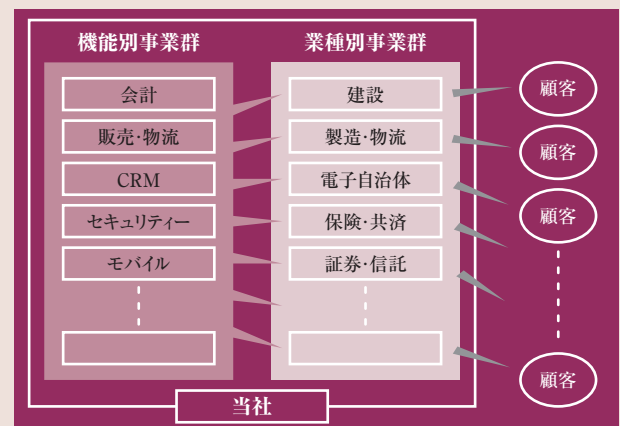 機能別事業群
会計
販売・物流
CRM
セキュリティー
モバイル
業種別事業群
建設
製造・物流
電子自治体
保険・共済
証券・信託
顧客
顧客
顧客
顧客
当社